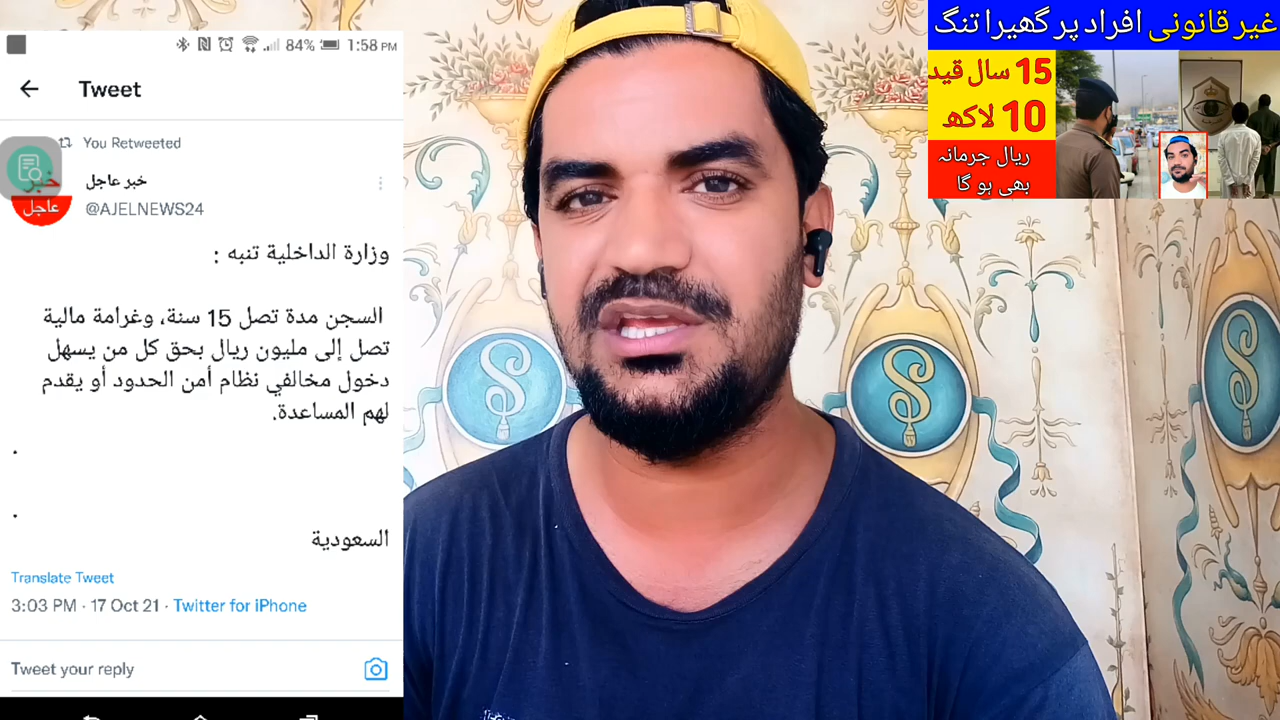 84% 1:58 PM
Tweet
You Retweeted
خبر عاجل
@AJELNEWS24
خبر
عاجل
وزارة الداخلية تنبه :
السجن مدة تصل 15 سنة، وغرامة مالية
تصل إلى مليون ريال بحق كل من يسهل
دخول مخالفي نظام أمن الحدود أو يقدم
لهم المساعدة.
.
.
السعودية
Translate Tweet
3:03 PM · 17 Oct 21 · Twitter for iPhone
Tweet your reply
غیر قانونی افراد پر گھیرا تنگ
15 سال قید
10 لاکھ
ریال جرمانہ
بھی ہو گا